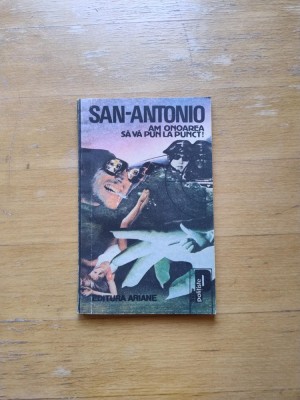 SAN-ANTONIO
AM ONOAREA
SĂ VĂ PUN LA PUNCT!
EDITURA ARIANE